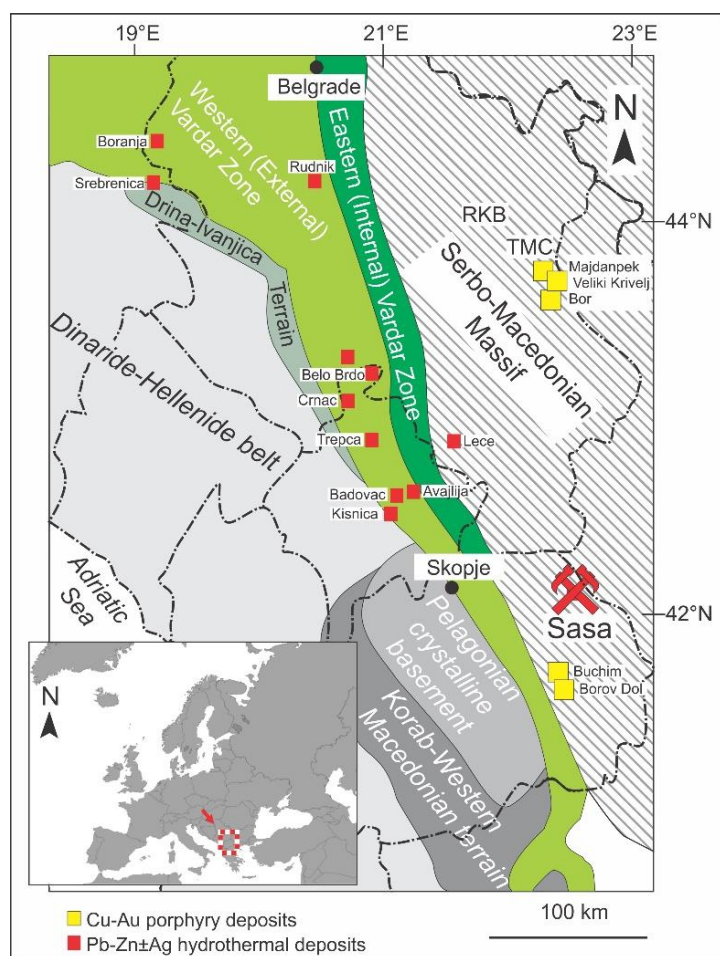 19°E
21°E
23°E
Belgrade
N
Western (External)
Vardar Zone
Eastern (Internal) Vardar Zone
Boranja
Rudnik
Srebrenica
44°N
RKB
TMC
Majdanpek
Veliki Krivelj
Bor
Drina-Ivanjica
Terrain
Serbo-Macedonian
Massif
Dinaride-Hellenide belt
Belo Brdo
Crnac
Trepca
Lece
Badovac
Avajlija
Kisnica
Skopje
Adriatic
Sea
42°N
Sasa
Pelagonian
crystalline
basement
Buchim
Borov Dol
Korab-Western
Macedonian terrain
N
100 km
Cu-Au porphyry deposits
Pb-Zn±Ag hydrothermal deposits